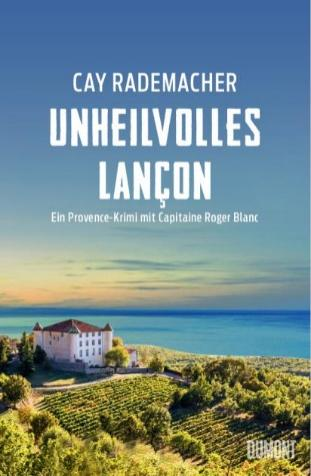 CAY RADEMACHER
UNHEILVOLLES
LANÇON
Ein Provence-Krimi mit Capitaine Roger Blanc
DUMONT